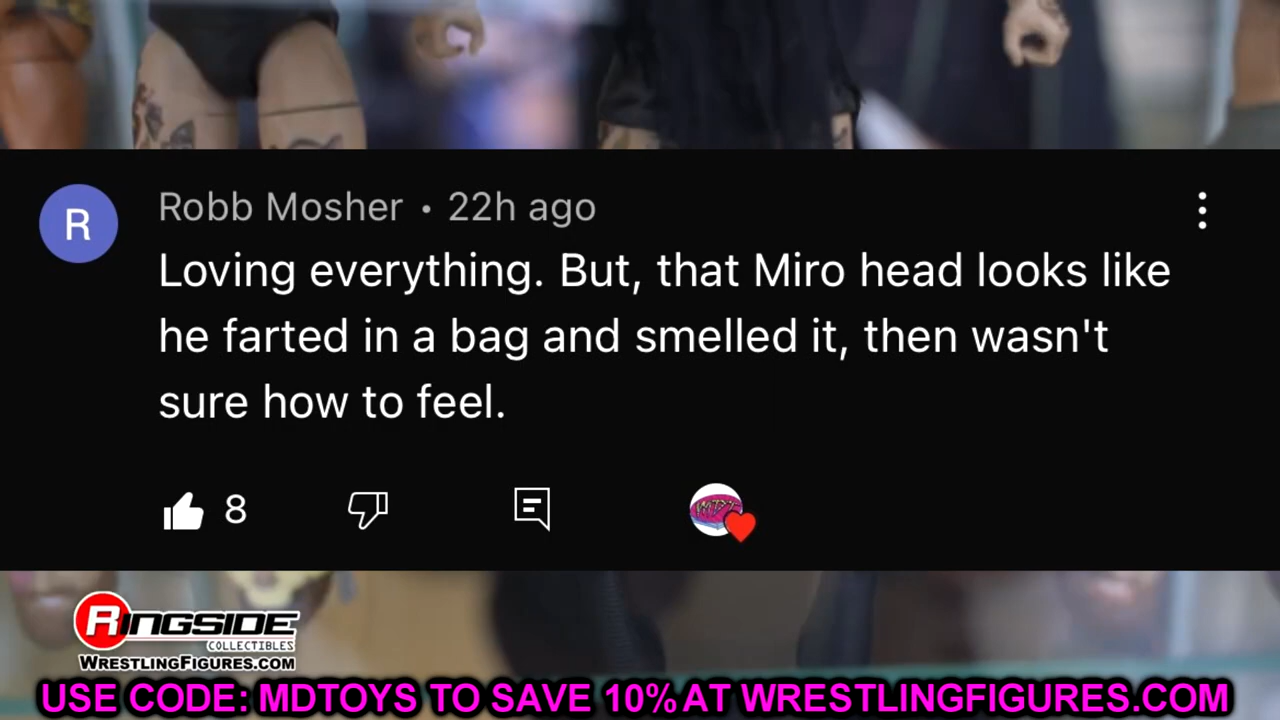 R
Robb Mosher • 22h ago
Loving everything. But, that Miro head looks like
he farted in a bag and smelled it, then wasn't
sure how to feel.
8
RINGSIDE
COLLECTIBLES
WRESTLINGFIGURES.COM
USE CODE: MDTOYS TO SAVE 10% AT WRESTLINGFIGURES.COM